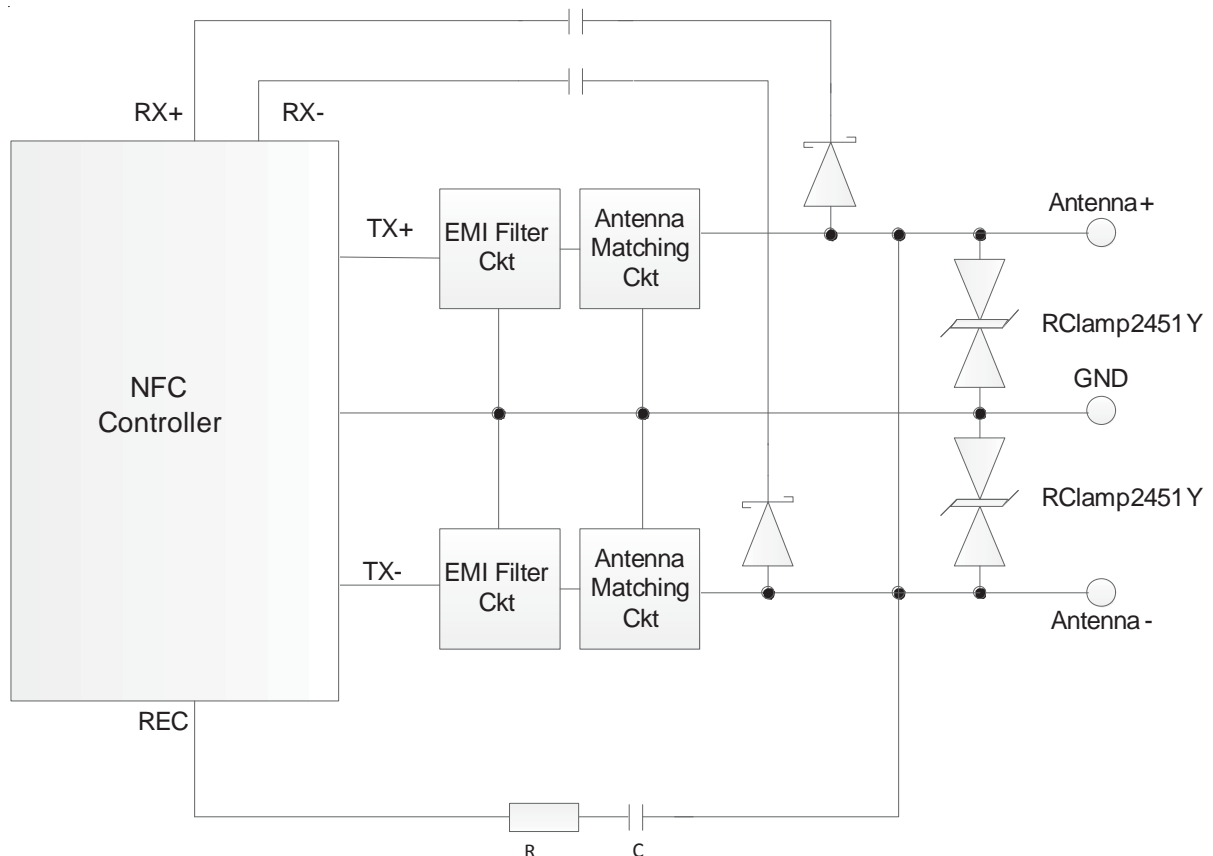 RX+
RX-
TX+
EMI Filter
Ckt
Antenna
Matching
Ckt
Antenna+
RClamp2451Y
NFC
Controller
GND
RClamp2451Y
TX-
EMI Filter
Ckt
Antenna
Matching
Ckt
Antenna-
REC
R
C